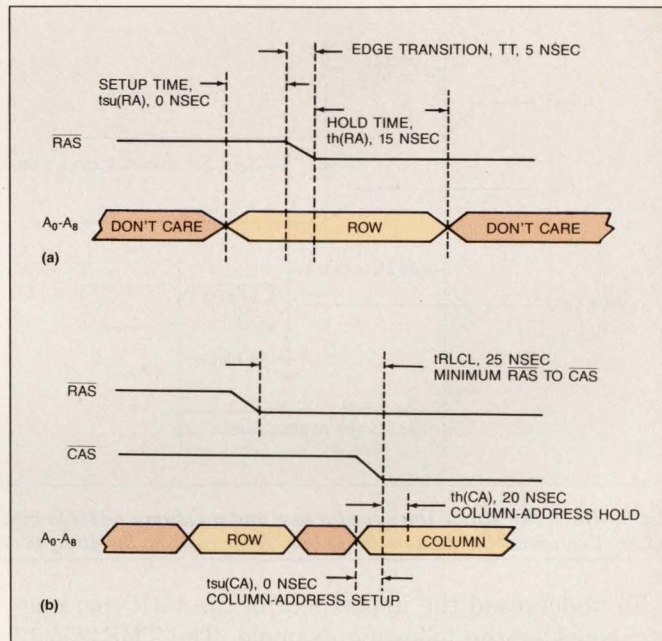 EDGE TRANSITION, TT, 5 NSEC
SETUP TIME,
tsu(RA), 0 NSEC
HOLD TIME,
th(RA), 15 NSEC
RAS
A0-A8
DON'T CARE
ROW
DON'T CARE
(a)
tRLCL, 25 NSEC
MINIMUM RAS TO CAS
RAS
CAS
th(CA), 20 NSEC
COLUMN-ADDRESS HOLD
A0-A8
ROW
COLUMN
tsu(CA), 0 NSEC
COLUMN-ADDRESS SETUP
(b)